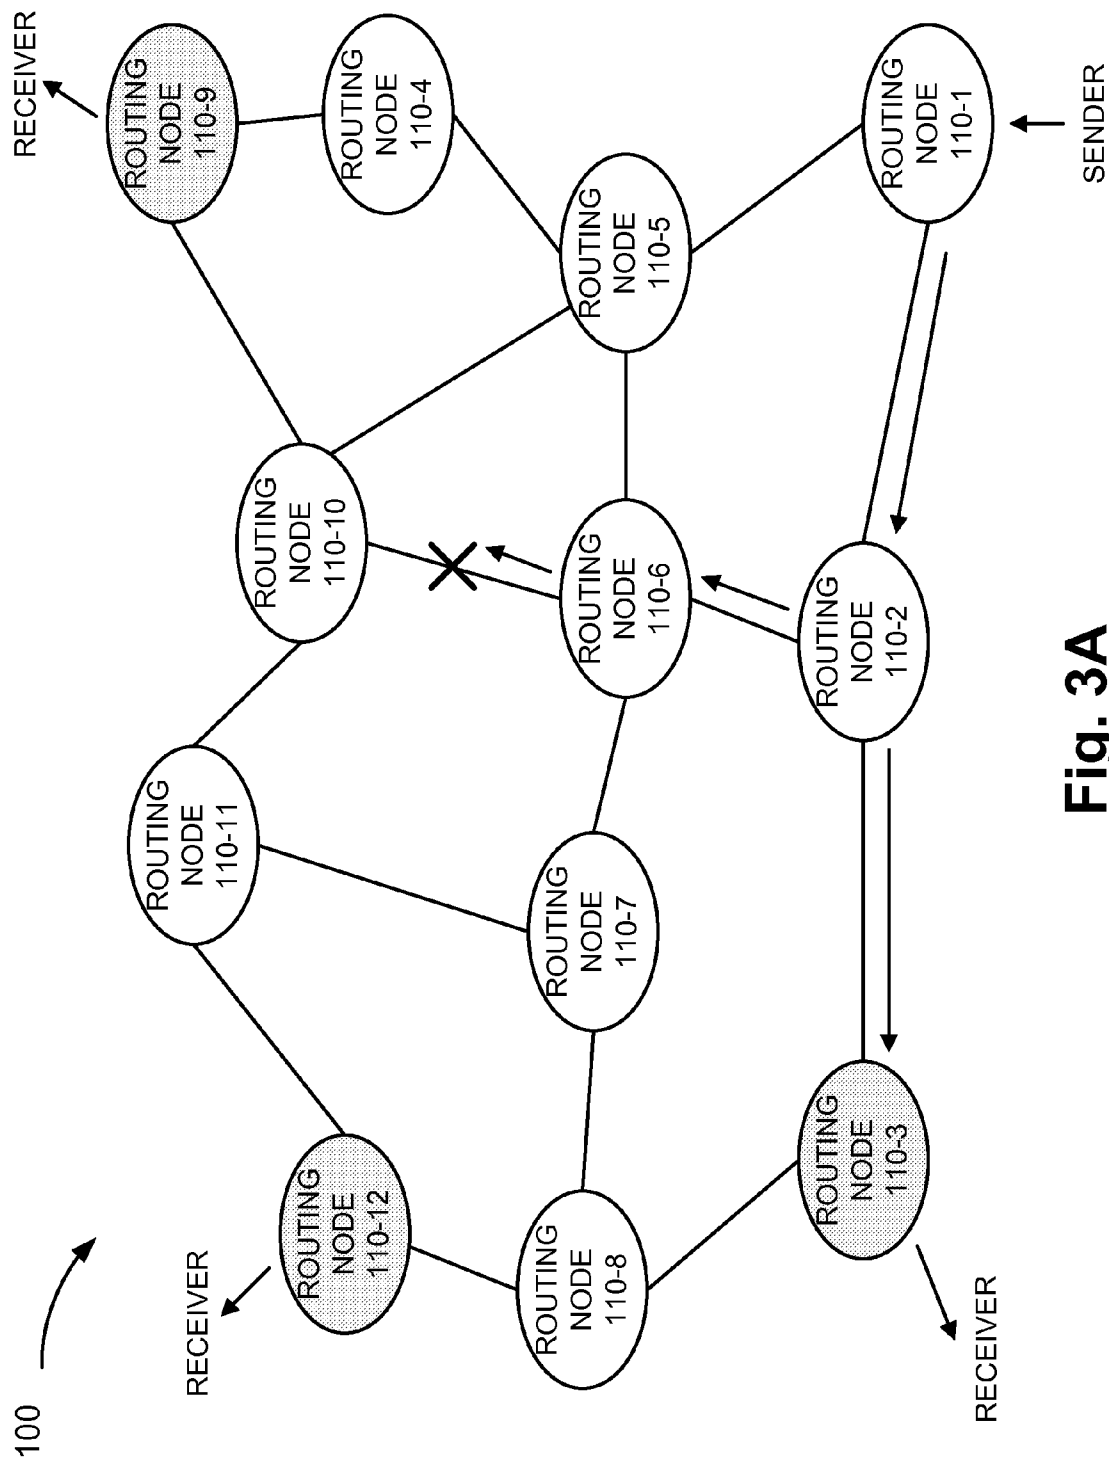 100
RECEIVER
ROUTING
NODE
110-12
ROUTING
NODE
110-11
ROUTING
NODE
110-10
RECEIVER
ROUTING
NODE
110-9
ROUTING
NODE
110-4
ROUTING
NODE
110-8
ROUTING
NODE
110-7
ROUTING
NODE
110-6
ROUTING
NODE
110-5
ROUTING
NODE
110-3
RECEIVER
ROUTING
NODE
110-2
ROUTING
NODE
110-1
SENDER
Fig. 3A